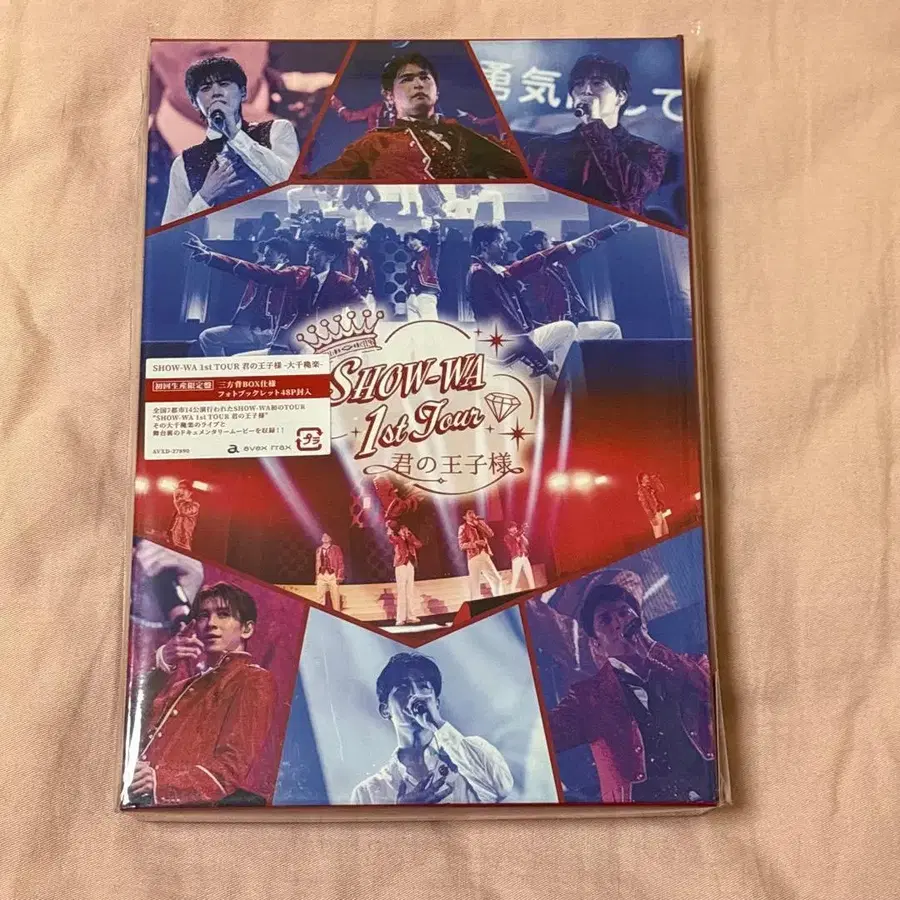 勇気
して
SHOW-WA 1st TOUR 君の王子様 -大千穐楽-
初回生産限定盤
三方背BOX仕様
フォトブックレット48P封入
全国7都市14公演行われたSHOW-WA初のTOUR
"SHOW-WA 1st TOUR 君の王子様"
その大千穐楽のライブと
舞台裏のドキュメンタリームービーを収録！！
AVXD-27890
avex trax
プラ
SHOW-WA
1st Tour
君の王子様